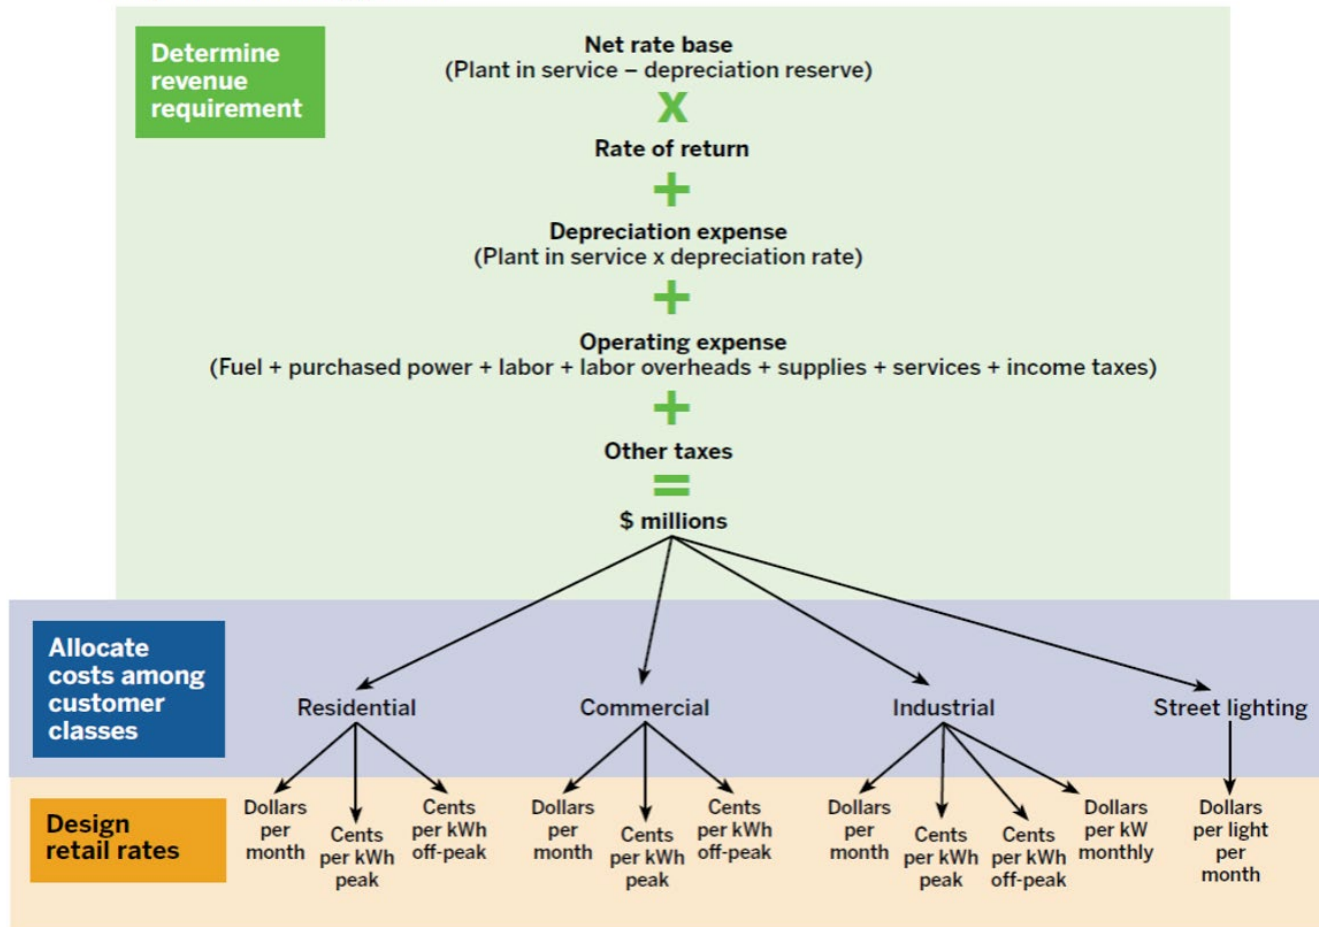 Determine
revenue
requirement
Net rate base
(Plant in service – depreciation reserve)
X
Rate of return
+
Depreciation expense
(Plant in service x depreciation rate)
+
Operating expense
(Fuel + purchased power + labor + labor overheads + supplies + services + income taxes)
+
Other taxes
=
$ millions
Allocate
costs among
customer
classes
Residential
Commercial
Industrial
Street lighting
Design
retail rates
Dollars
per
month
Cents
per kWh
peak
Cents
per kWh
off-peak
Dollars
per
month
Cents
per kWh
peak
Cents
per kWh
off-peak
Dollars
per
month
Cents
per kWh
peak
Cents
per kWh
off-peak
Dollars
per kW
monthly
Dollars
per light
per
month